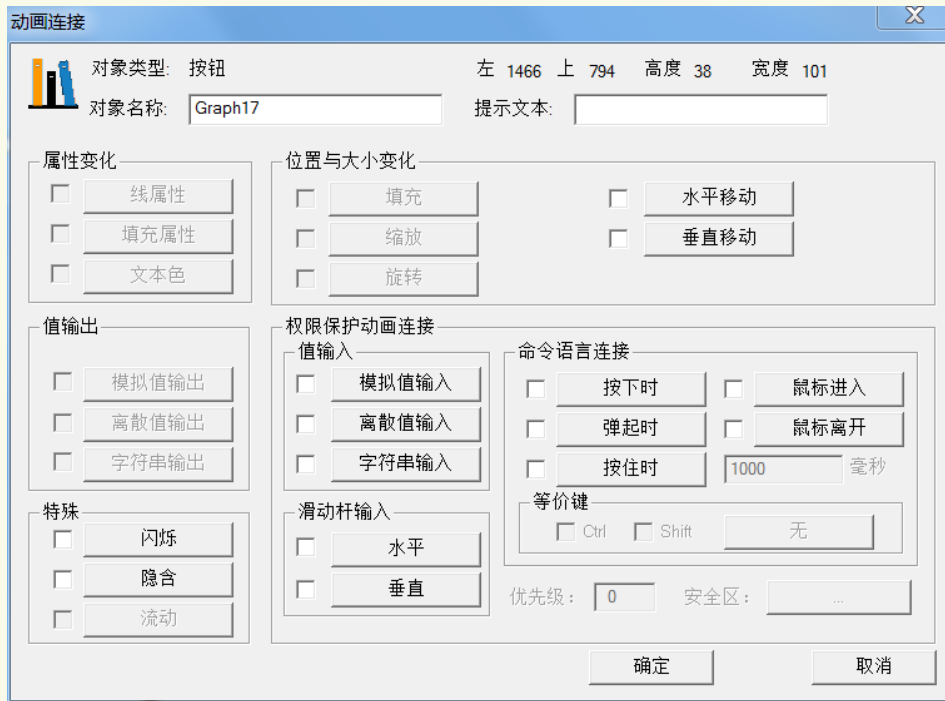 动画连接
对象类型: 按钮 左 1466 上 794 高度 38 宽度 101
对象名称: Graph17 提示文本:
属性变化
线属性
填充属性
文本色
位置与大小变化
填充 水平移动
缩放 垂直移动
旋转
值输出
模拟值输出
离散值输出
字符串输出
权限保护动画连接
值输入
模拟值输入
离散值输入
字符串输入
命令语言连接
按下时 鼠标进入
弹起时 鼠标离开
按住时 1000 毫秒
等价键
Ctrl Shift 无
特殊
闪烁
隐含
流动
滑动杆输入
水平
垂直
优先级： 0 安全区： ...
确定 取消